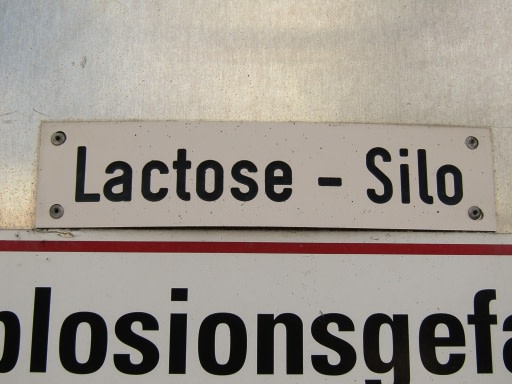 Lactose - Silo
plosionsgefa